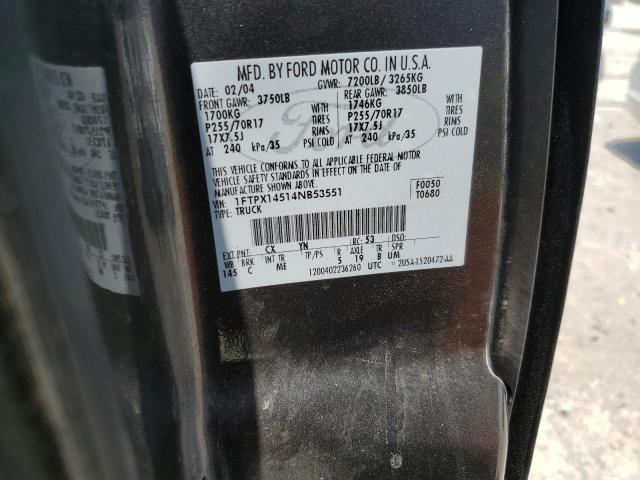 MFD. BY FORD MOTOR CO. IN U.S.A.
DATE: 02/04 GVWR: 7200LB/ 3265KG
FRONT GAWR: 3750LB REAR GAWR: 3850LB
1700KG WITH 1746KG WITH
P255/70R17 TIRES P255/70R17 TIRES
17X7.5J RIMS 17X7.5J RIMS
AT 240 kPa/35 PSI COLD AT 240 kPa/35 PSI COLD
Ford
THIS VEHICLE CONFORMS TO ALL APPLICABLE FEDERAL MOTOR
VEHICLE SAFETY STANDARDS IN EFFECT ON THE DATE OF
MANUFACTURE SHOWN ABOVE.
VIN: 1FTPX14514NB53551 F0050
TYPE: TRUCK T0680
EXT PNT: CX YN RC: 53 DSO:
WB BRK INT TR TP/PS R AXLE TR SPR
145 C ME 5 19 B UM
1200402236260 UTC